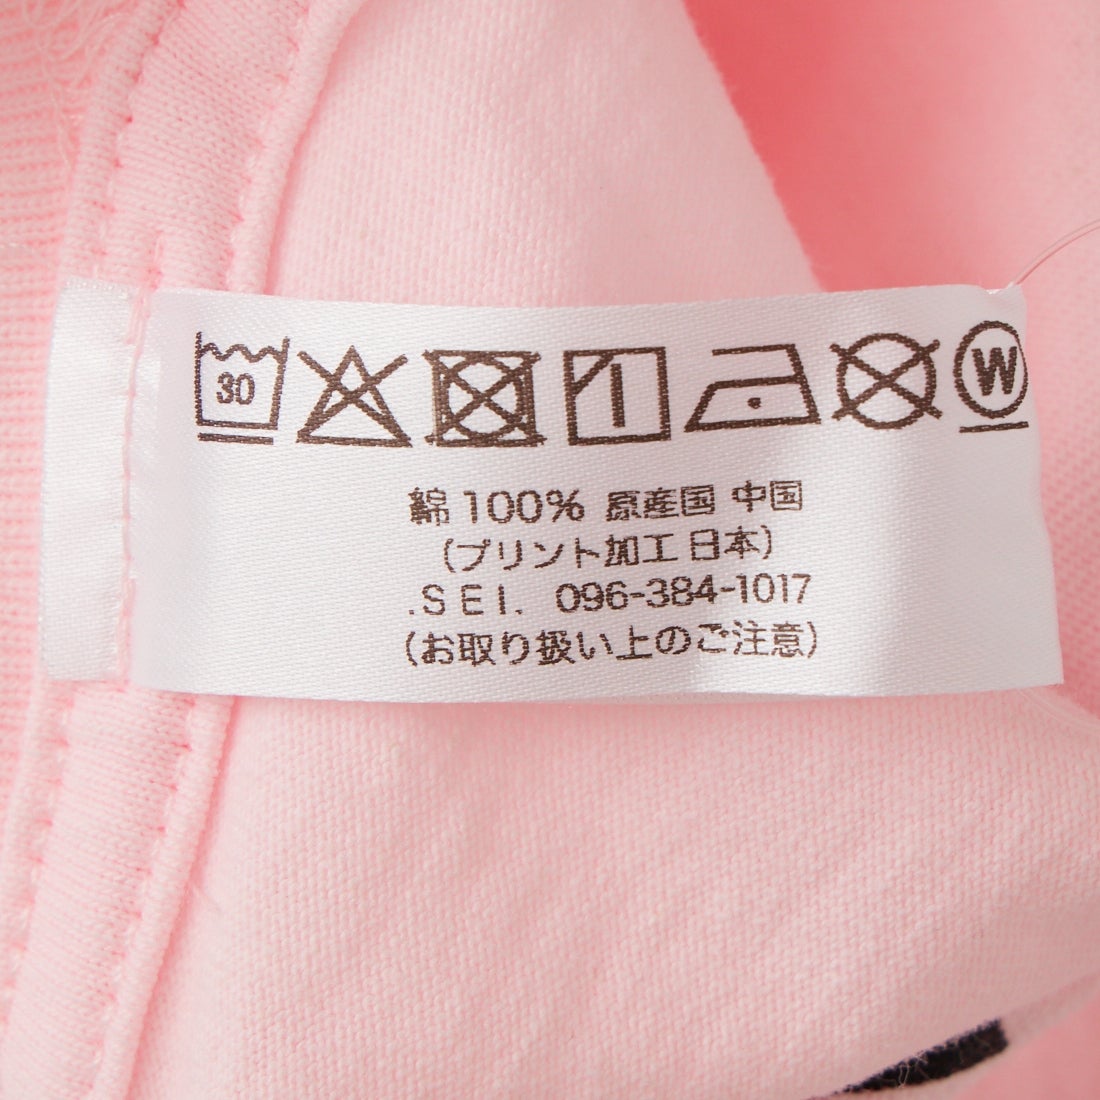 30 W
綿 100% 原産国 中国
(プリント加工 日本)
.S E I. 096-384-1017
(お取り扱い上のご注意)